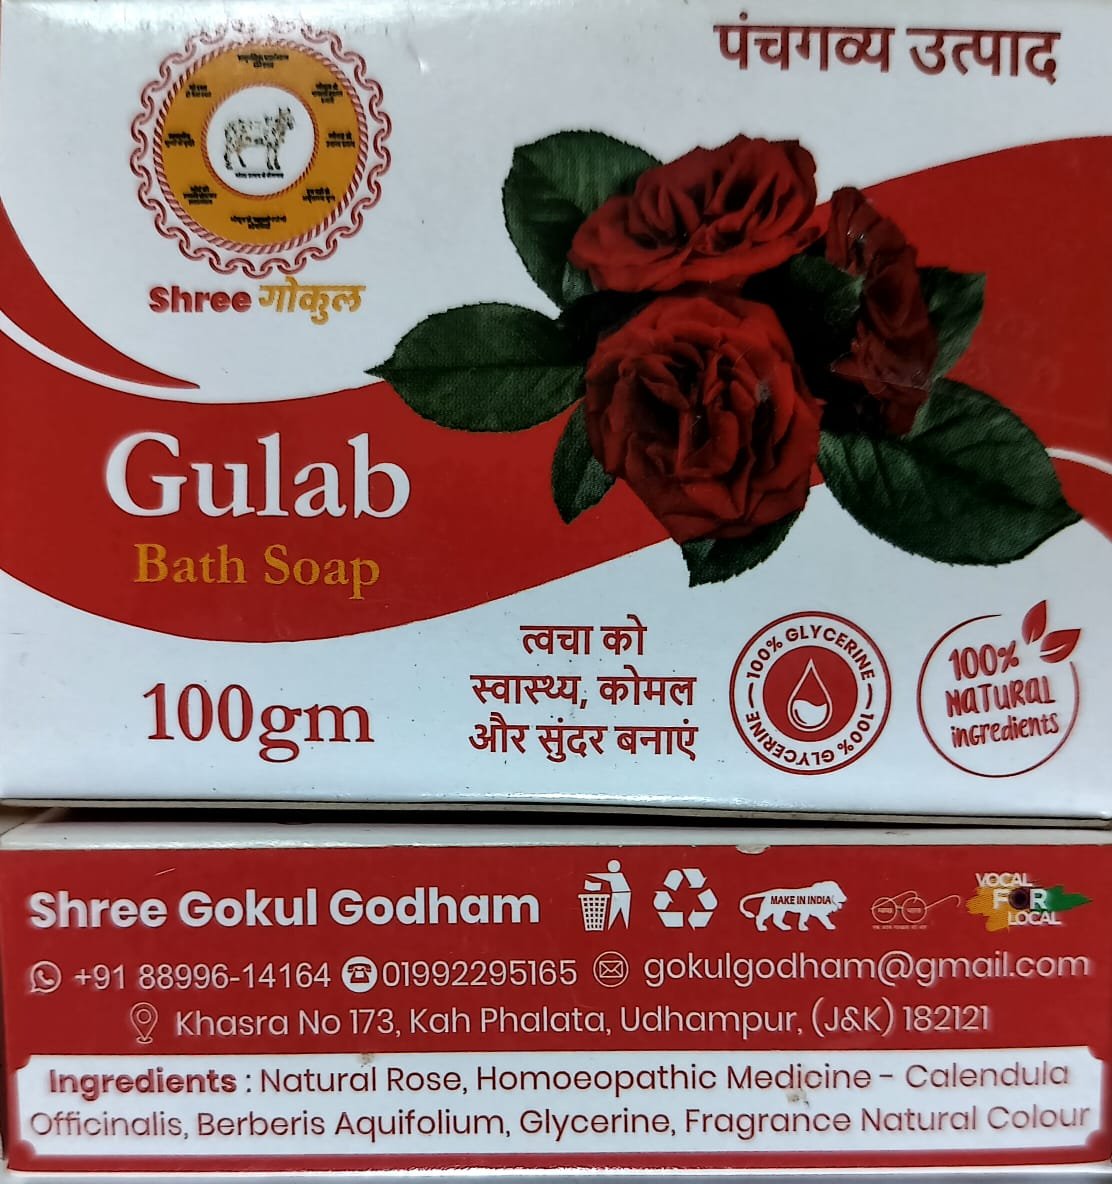 पंचगव्य उत्पाद
Shree गोकुल
Gulab
Bath Soap
100gm
त्वचा को
स्वास्थ्य, कोमल
और सुंदर बनाएं
100% GLYCERINE
100% GLYCERINE
100%
NATURAL
ingredients
Shree Gokul Godham
MAKE IN INDIA
VOCAL
FOR
LOCAL
+91 88996-14164 01992295165 gokulgodham@gmail.com
Khasra No 173, Kah Phalata, Udhampur, (J&K) 182121
Ingredients : Natural Rose, Homoeopathic Medicine - Calendula
Officinalis, Berberis Aquifolium, Glycerine, Fragrance Natural Colour